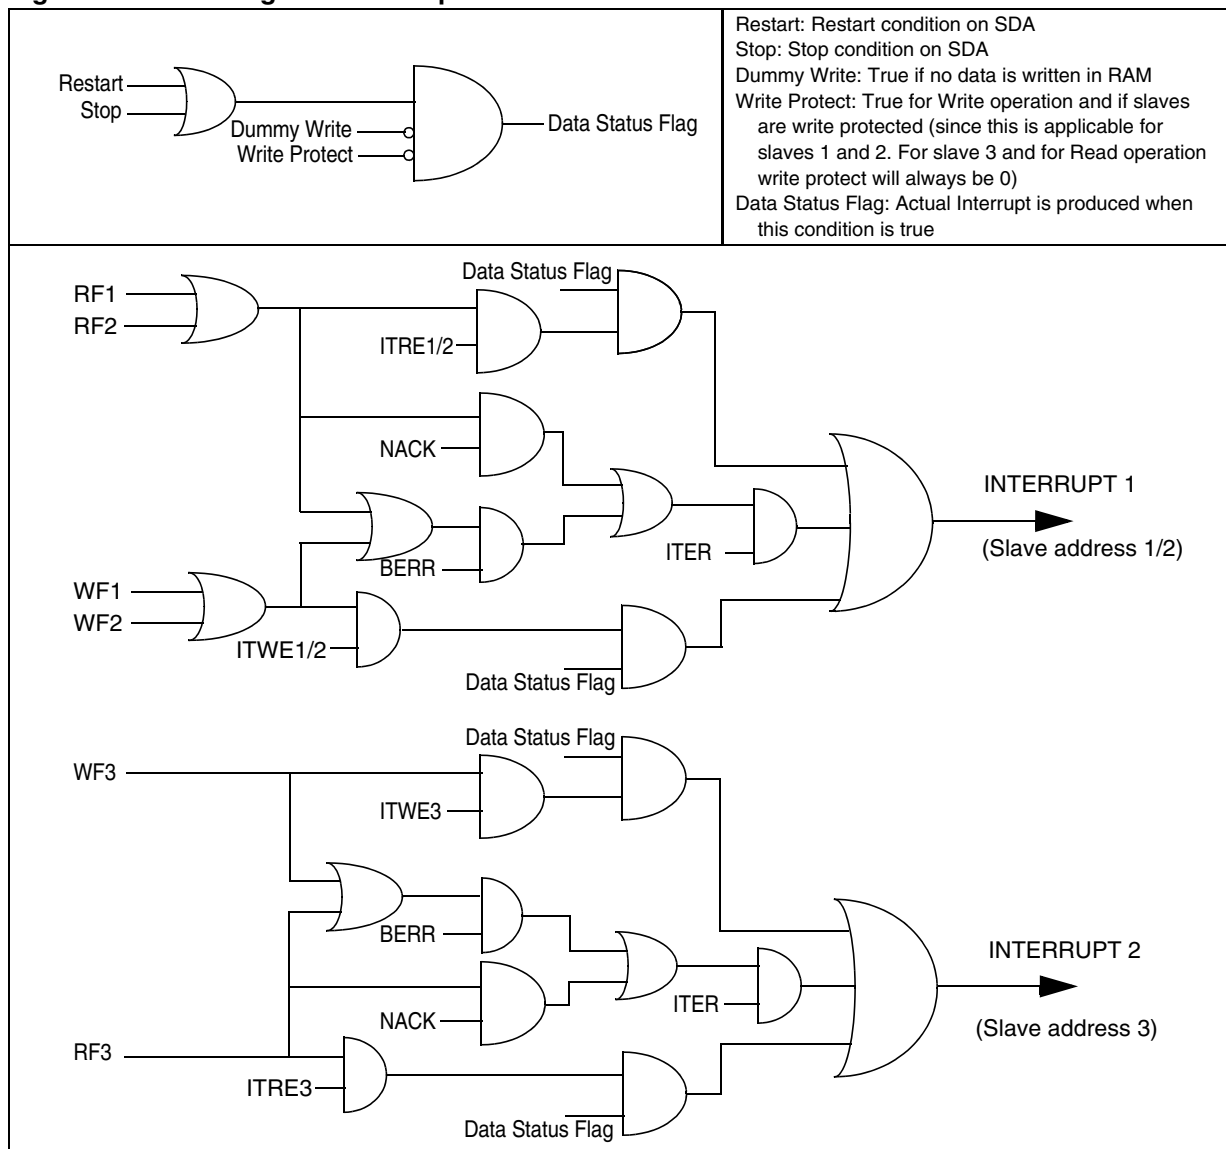 Restart
Stop
Dummy Write
Write Protect
Data Status Flag
Restart: Restart condition on SDA
Stop: Stop condition on SDA
Dummy Write: True if no data is written in RAM
Write Protect: True for Write operation and if slaves
are write protected (since this is applicable for
slaves 1 and 2. For slave 3 and for Read operation
write protect will always be 0)
Data Status Flag: Actual Interrupt is produced when
this condition is true
Data Status Flag
RF1
RF2
ITRE1/2
NACK
INTERRUPT 1
ITER
(Slave address 1/2)
BERR
WF1
WF2
ITWE1/2
Data Status Flag
Data Status Flag
WF3
ITWE3
BERR
INTERRUPT 2
ITER
NACK
(Slave address 3)
RF3
ITRE3
Data Status Flag